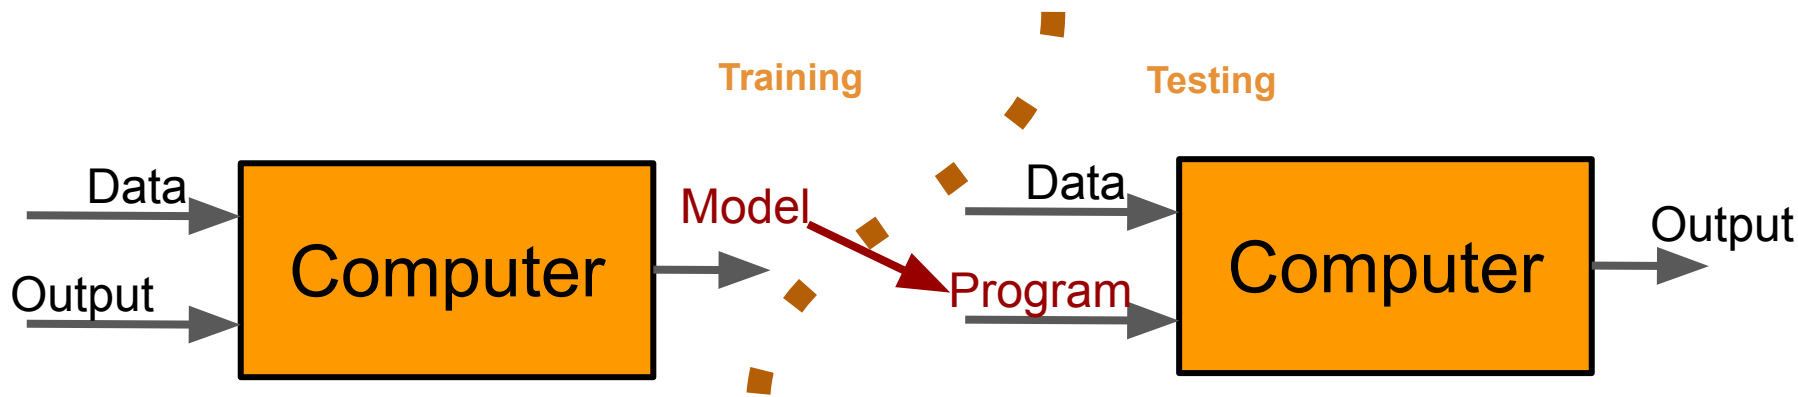 Training
Testing
Data
Output
Computer
Model
Data
Program
Computer
Output